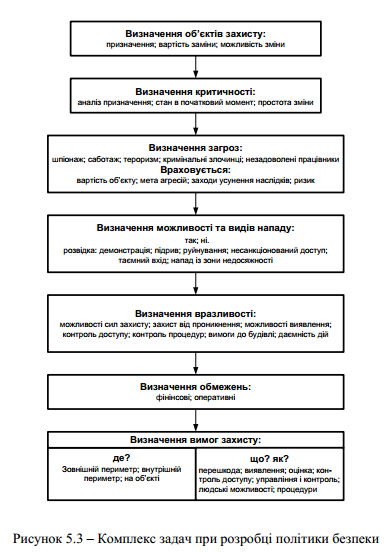 Визначення об'єктів захисту:
призначення; вартість заміни; можливість зміни
Визначення критичності:
аналіз призначення; стан в початковий момент; простота зміни
Визначення загроз:
шпіонаж; саботаж; тероризм; кримінальні злочинці; незадоволені працівники
Враховується:
вартість об'єкту; мета агресій; заходи усунення наслідків; ризик
Визначення можливості та видів нападу:
так; ні.
розвідка: демонстрація; підрив; руйнування; несанкціонований доступ;
таємний вхід; напад із зони недосяжності
Визначення вразливості:
можливості сил захисту; захист від проникнення; можливості виявлення;
контроль доступу; контроль процедур; вимоги до будівлі; даємність дій
Визначення обмежень:
фінансові; оперативні
Визначення вимог захисту:
де?
Зовнішній периметр; внутрішній
периметр; на об'єкті
що? як?
перешкода; виявлення; оцінка; кон-
троль доступу; управління і контроль;
людські можливості; процедури
Рисунок 5.3 – Комплекс задач при розробці політики безпеки